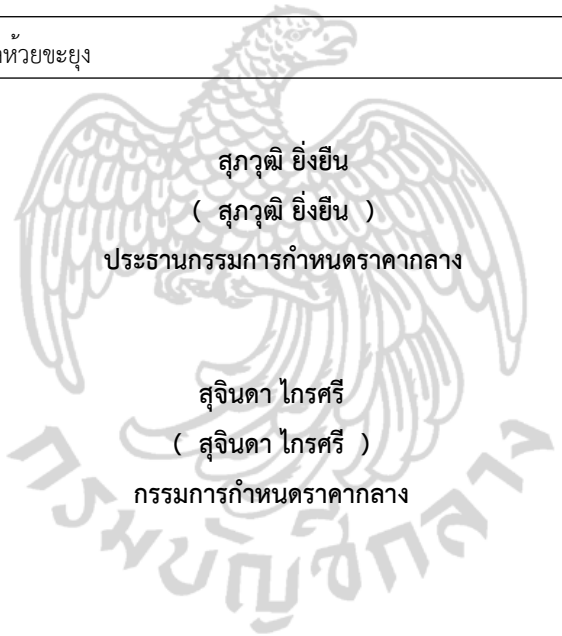 ห้วยขะยุง
สุภวุฒิ ยิ่งยืน
( สุภวุฒิ ยิ่งยืน )
ประธานกรรมการกำหนดราคากลาง
สุจินดา ไกรศรี
( สุจินดา ไกรศรี )
กรรมการกำหนดราคากลาง
กรมบัญชีกลาง